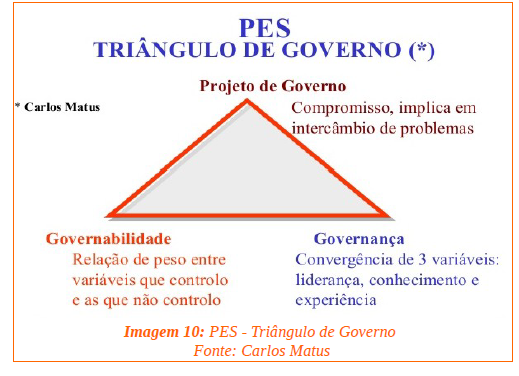 PES
TRIÂNGULO DE GOVERNO (*)
Projeto de Governo
* Carlos Matus
Compromisso, implica em
intercâmbio de problemas
Governabilidade
Relação de peso entre
variáveis que controlo
e as que não controlo
Governança
Convergência de 3 variáveis:
liderança, conhecimento e
experiência
Imagem 10: PES - Triângulo de Governo
Fonte: Carlos Matus